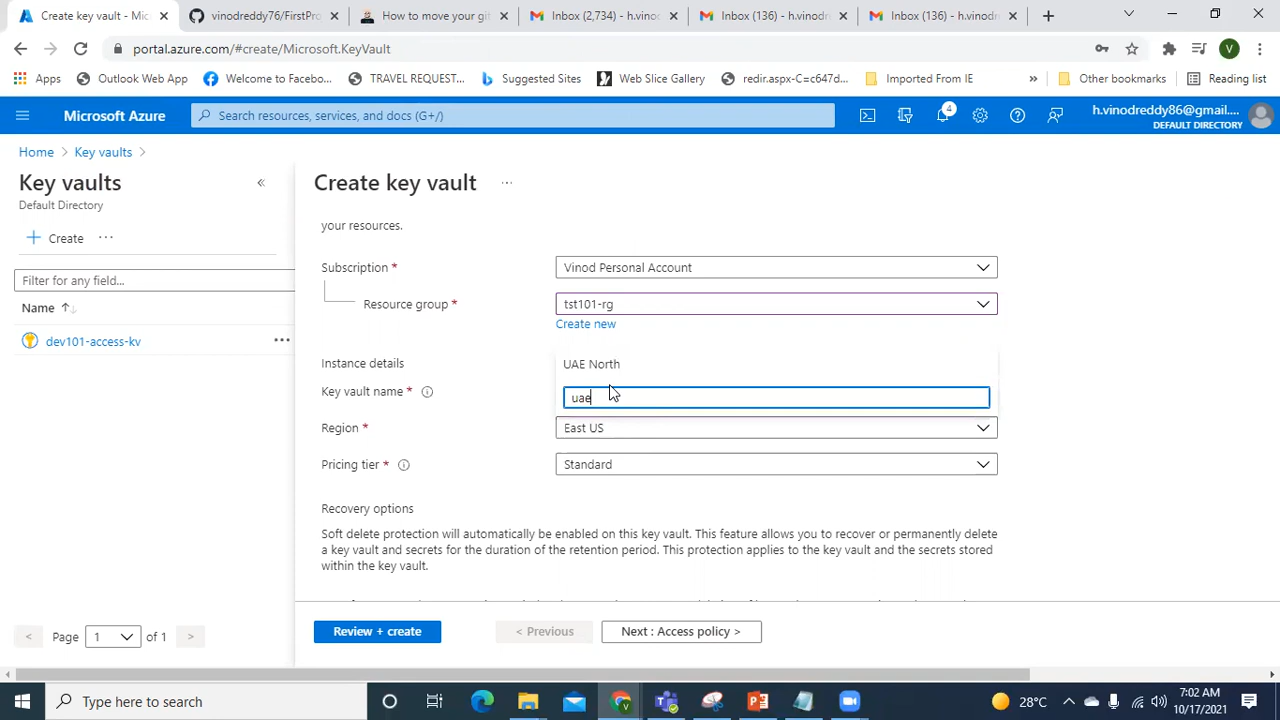 Create key vault - Mic
vinodreddy76/FirstPro
How to move your git
Inbox (2,734) - h.vinod
Inbox (136) - h.vinodre
Inbox (136) - h.vinodre
portal.azure.com/#create/Microsoft.KeyVault
V
Apps
Outlook Web App
Welcome to Facebo...
TRAVEL REQUEST...
Suggested Sites
Web Slice Gallery
redir.aspx-C=c647d...
Imported From IE
»
Other bookmarks
Reading list
Microsoft Azure
Search resources, services, and docs (G+/)
4
h.vinodreddy86@gmail....
DEFAULT DIRECTORY
Home > Key vaults >
Key vaults
«
Default Directory
+ Create ...
Filter for any field...
Name ↑↓
dev101-access-kv ...
< Page 1 of 1 >
Create key vault ...
your resources.
Subscription *
Vinod Personal Account
Resource group *
tst101-rg
Create new
Instance details
UAE North
Key vault name *
uae
Region *
East US
Pricing tier *
Standard
Recovery options
Soft delete protection will automatically be enabled on this key vault. This feature allows you to recover or permanently delete
a key vault and secrets for the duration of the retention period. This protection applies to the key vault and the secrets stored
within the key vault.
Review + create
< Previous
Next : Access policy >
Type here to search
28°C
7:02 AM
10/17/2021